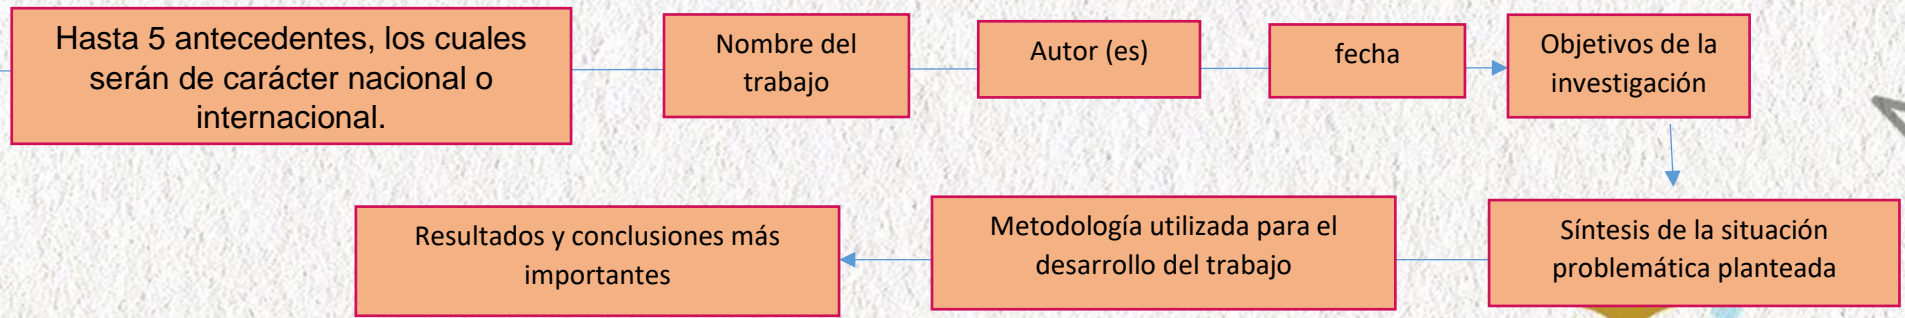 Hasta 5 antecedentes, los cuales
serán de carácter nacional o
internacional.
Nombre del
trabajo
Autor (es)
fecha
Objetivos de la
investigación
Síntesis de la situación
problemática planteada
Metodología utilizada para el
desarrollo del trabajo
Resultados y conclusiones más
importantes